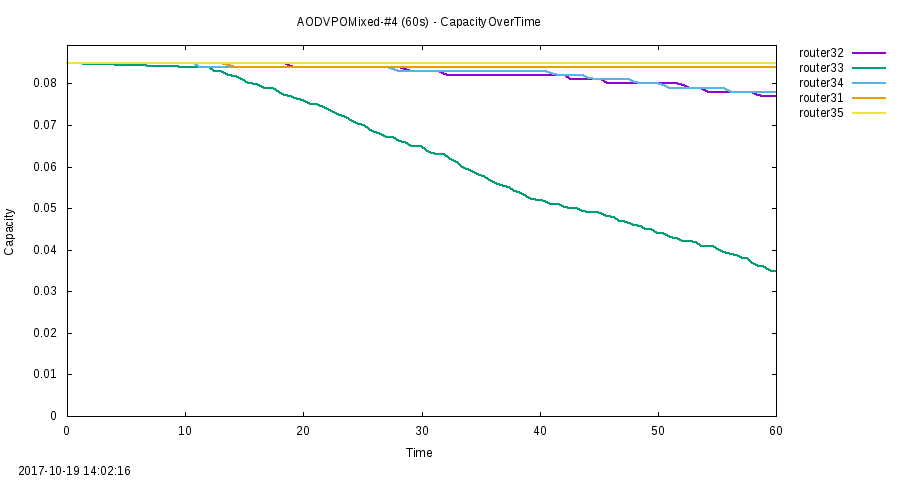 AODVPOMixed-#4 (60s) - CapacityOverTime
router32
router33
router34
router31
router35
0.08
0.07
0.06
0.05
0.04
0.03
0.02
0.01
0
Capacity
0 10 20 30 40 50 60
Time
2017-10-19 14:02:16